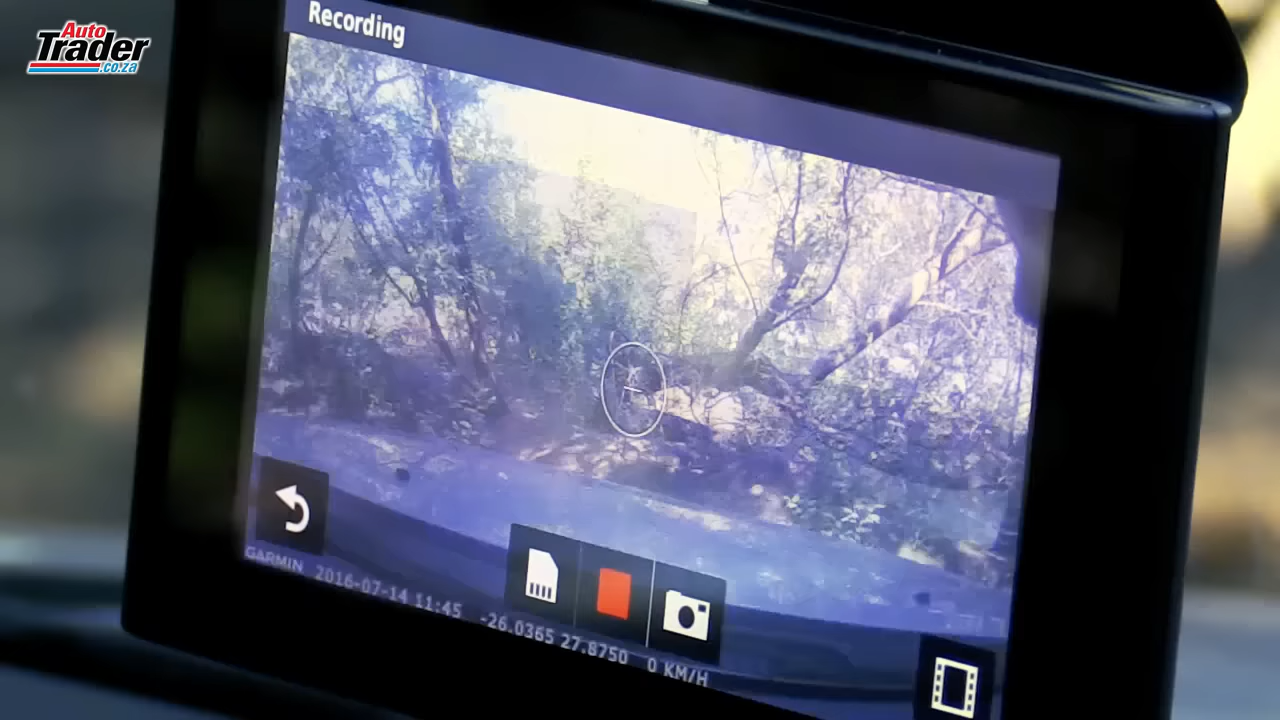 Auto
Trader
.co.za
Recording
GARMIN 2016-07-14 11:45 -26.0365 27.8750 0 KM/H